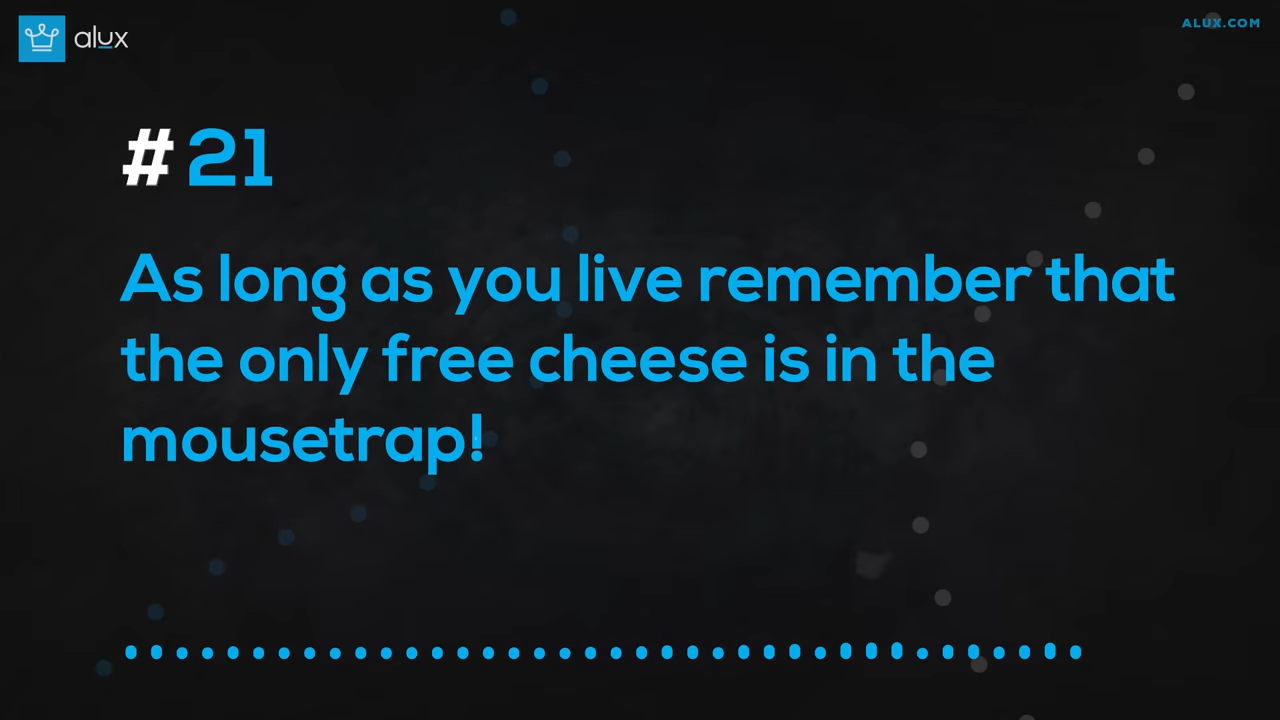 alux
ALUX.COM
#21
As long as you live remember that
the only free cheese is in the
mousetrap!